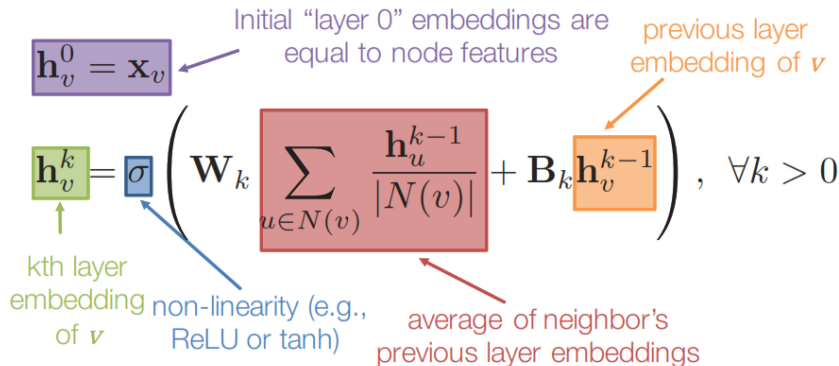 Initial “layer 0” embeddings are
equal to node features
previous layer
embedding of v
h_v^0 = x_v
h_v^k = σ ( W_k ∑_{u∈N(v)} h_u^{k-1} / |N(v)| + B_k h_v^{k-1} ) , ∀k > 0
kth layer
embedding
of v
non-linearity (e.g.,
ReLU or tanh)
average of neighbor's
previous layer embeddings